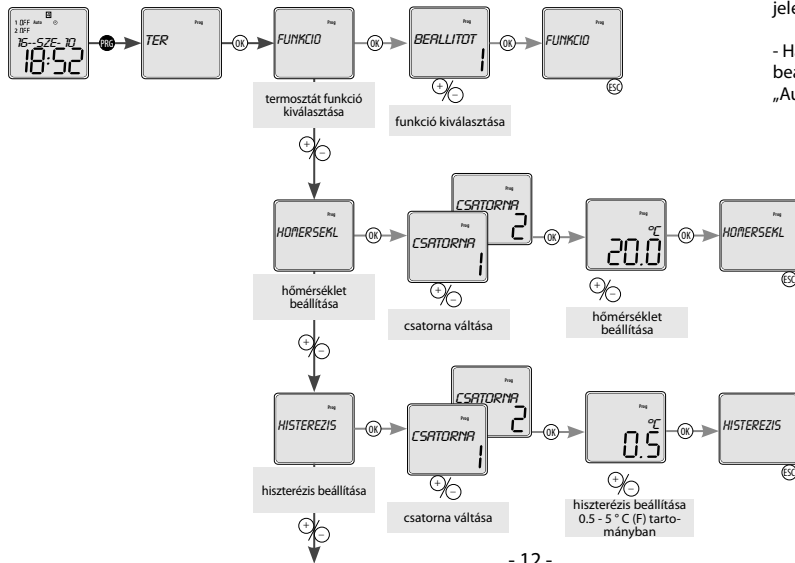 jele
- H
beá
„Au
1 OFF Auto
2 OFF
16--SZE- 10
18:52
PRG
Prog
TER
OK
Prog
FUNKCIO
OK
Prog
BEALLITOT
1
OK
Prog
FUNKCIO
ESC
termosztát funkció
kiválasztása
+/−
funkció kiválasztása
+/−
Prog
HOMERSEKL
OK
Prog
CSATORNA
2
Prog
CSATORNA
1
OK
Prog
°C
20.0
OK
Prog
HOMERSEKL
ESC
hőmérséklet
beállítása
+/−
csatorna váltása
+/−
hőmérséklet
beállítása
+/−
Prog
HISTEREZIS
OK
Prog
CSATORNA
2
Prog
CSATORNA
1
OK
Prog
°C
0.5
OK
Prog
HISTEREZIS
ESC
hiszterézis beállítása
+/−
csatorna váltása
+/−
hiszterézis beállítása
0.5 - 5 ° C (F) tarto-
mányban
+/−
- 12 -